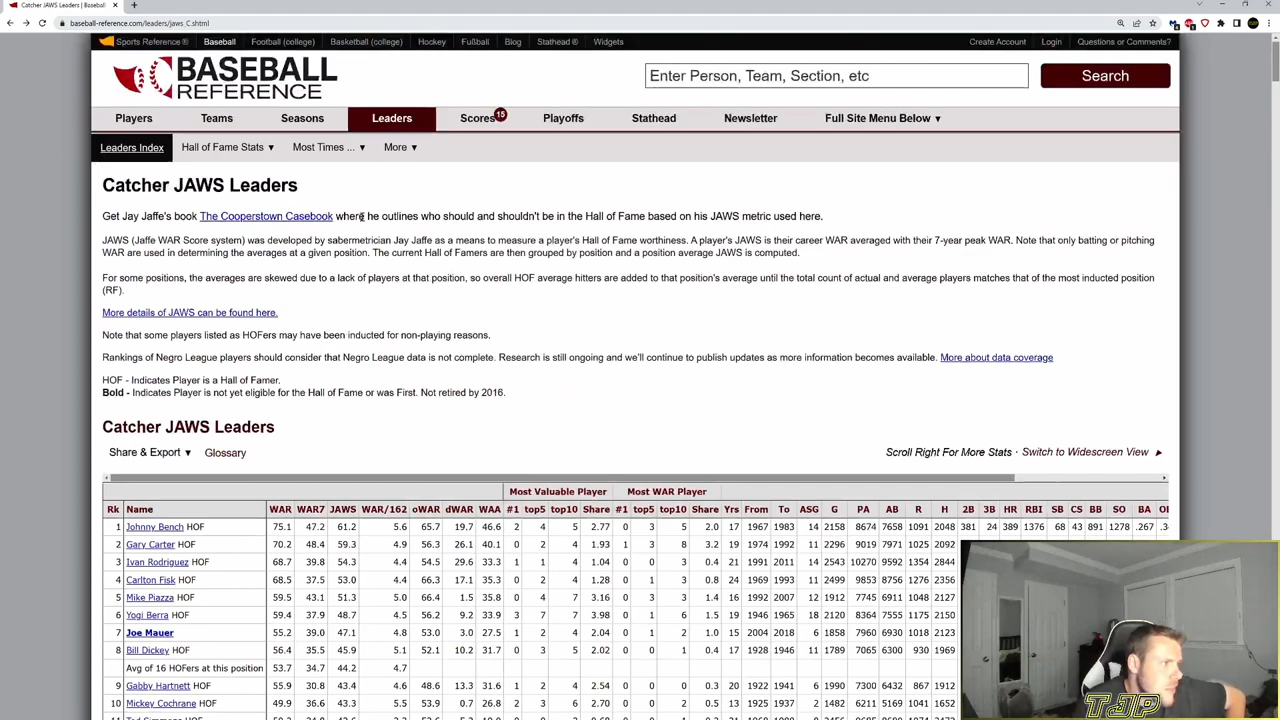 Catcher JAWS Leaders | Baseball
baseball-reference.com/leaders/jaws_C.shtml
Sports Reference® Baseball Football (college) Basketball (college) Hockey Fußball Blog Stathead® Widgets Create Account Login Questions or Comments?
BASEBALL
REFERENCE
Enter Person, Team, Section, etc Search
Players Teams Seasons Leaders Scores 15 Playoffs Stathead Newsletter Full Site Menu Below ▼
Leaders Index Hall of Fame Stats ▼ Most Times ... ▼ More ▼
Catcher JAWS Leaders
Get Jay Jaffe's book The Cooperstown Casebook where he outlines who should and shouldn't be in the Hall of Fame based on his JAWS metric used here.
JAWS (Jaffe WAR Score system) was developed by sabermetrician Jay Jaffe as a means to measure a player's Hall of Fame worthiness. A player's JAWS is their career WAR averaged with their 7-year peak WAR. Note that only batting or pitching
WAR are used in determining the averages at a given position. The current Hall of Famers are then grouped by position and a position average JAWS is computed.
For some positions, the averages are skewed due to a lack of players at that position, so overall HOF average hitters are added to that position's average until the total count of actual and average players matches that of the most inducted position
(RF).
More details of JAWS can be found here.
Note that some players listed as HOFers may have been inducted for non-playing reasons.
Rankings of Negro League players should consider that Negro League data is not complete. Research is still ongoing and we'll continue to publish updates as more information becomes available. More about data coverage
HOF - Indicates Player is a Hall of Famer.
Bold - Indicates Player is not yet eligible for the Hall of Fame or was First. Not retired by 2016.
Catcher JAWS Leaders
Share & Export ▼ Glossary Scroll Right For More Stats · Switch to Widescreen View ►
Most Valuable Player Most WAR Player
Rk Name WAR WAR7 JAWS WAR/162 oWAR dWAR WAA #1 top5 top10 Share #1 top5 top10 Share Yrs From To ASG G PA AB R H 2B 3B HR RBI SB CS BB SO BA
1 Johnny Bench HOF 75.1 47.2 61.2 5.6 65.7 19.7 46.6 2 4 5 2.77 0 3 5 2.0 17 1967 1983 14 2158 8674 7658 1091 2048 381 24 389 1376 68 43 891 1278 .267
2 Gary Carter HOF 70.2 48.4 59.3 4.9 56.3 26.1 40.1 0 2 4 1.93 1 3 8 3.2 19 1974 1992 11 2296 9019 7971 1025 2092
3 Ivan Rodriguez HOF 68.7 39.8 54.3 4.4 54.5 29.6 33.3 1 1 4 1.04 0 0 3 0.4 21 1991 2011 14 2543 10270 9592 1354 2844
4 Carlton Fisk HOF 68.5 37.5 53.0 4.4 66.3 17.1 35.3 0 2 4 1.28 0 1 3 0.8 24 1969 1993 11 2499 9853 8756 1276 2356
5 Mike Piazza HOF 59.5 43.1 51.3 5.0 66.4 1.5 35.8 0 4 7 3.16 0 1 3 1.4 16 1992 2007 12 1912 7745 6911 1048
6 Yogi Berra HOF 59.4 37.9 48.7 4.5 56.2 9.2 33.9 3 7 7 3.98 0 1 6 1.5 18 1946 1965 18 2120 8364 7555 1175 2150
7 Joe Mauer 55.2 39.0 47.1 4.8 53.0 3.0 27.5 1 2 4 2.04 0 1 2 1.0 15 2004 2018 6 1858 7960 6930 1018 2123
8 Bill Dickey HOF 56.4 35.5 45.9 5.1 52.1 10.2 31.7 0 3 5 2.02 0 0 1 0.4 17 1928 1946 11 1789 7065 6300 930 1969
Avg of 16 HOFers at this position 53.7 34.7 44.2 4.7
9 Gabby Hartnett HOF 55.9 30.8 43.4 4.6 48.6 13.3 31.6 1 2 4 2.54 0 0 0 0.3 20 1922 1941 6 1990 7297 6432 867 1912
10 Mickey Cochrane HOF 49.9 36.6 43.3 5.2 0.7 26.6 2 3 6 2.70 0 0 2 0.5 13 1925 1937 2 1482 6211 5169 1041 1652
TJP